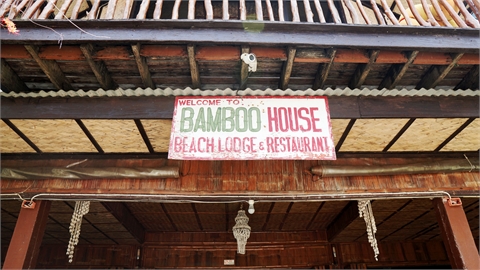 WELCOME TO....
BAMBOO HOUSE
BEACH LODGE & RESTAURANT